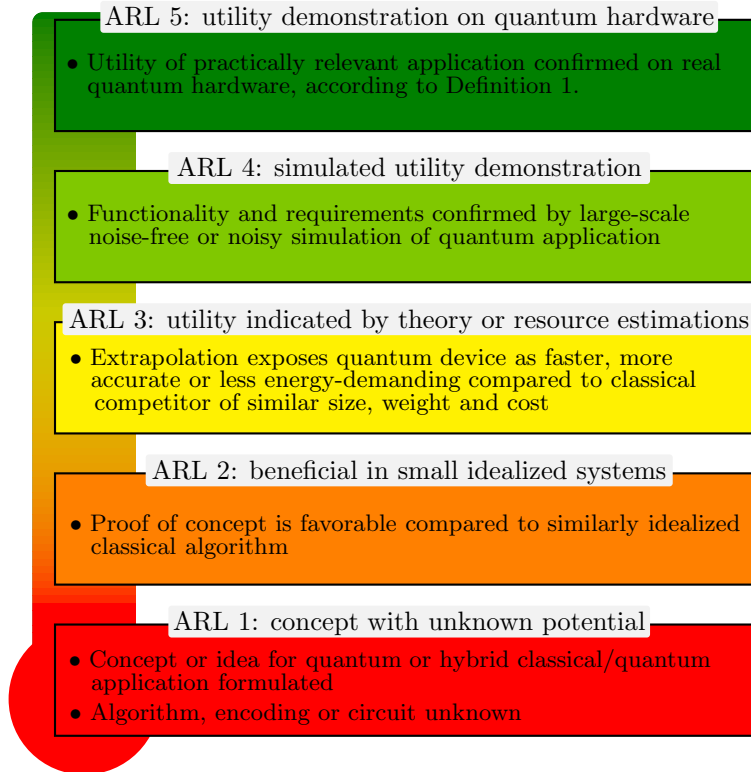 ARL 5: utility demonstration on quantum hardware
• Utility of practically relevant application confirmed on real
quantum hardware, according to Definition 1.
ARL 4: simulated utility demonstration
• Functionality and requirements confirmed by large-scale
noise-free or noisy simulation of quantum application
ARL 3: utility indicated by theory or resource estimations
• Extrapolation exposes quantum device as faster, more
accurate or less energy-demanding compared to classical
competitor of similar size, weight and cost
ARL 2: beneficial in small idealized systems
• Proof of concept is favorable compared to similarly idealized
classical algorithm
ARL 1: concept with unknown potential
• Concept or idea for quantum or hybrid classical/quantum
application formulated
• Algorithm, encoding or circuit unknown